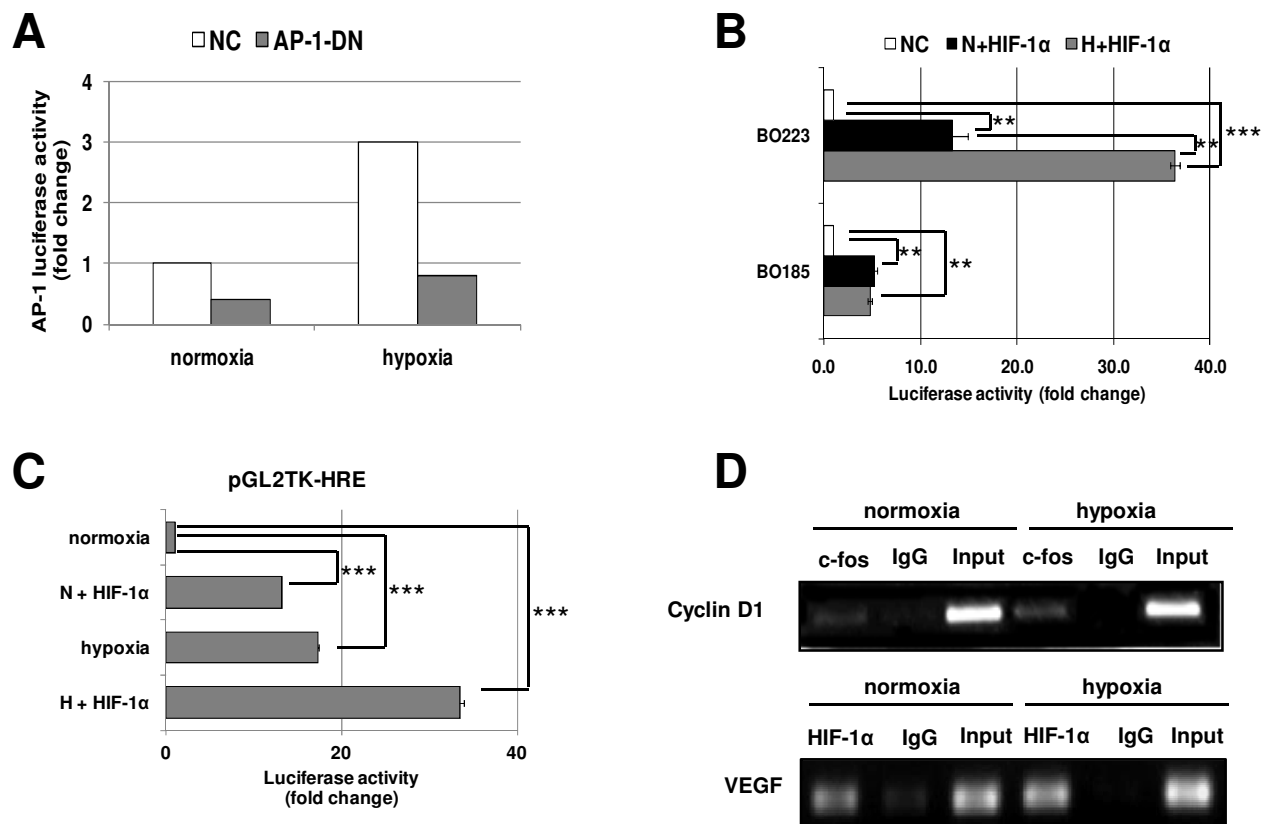 A
NC AP-1-DN
AP-1 luciferase activity
(fold change)
4
3
2
1
0
normoxia hypoxia
B
NC N+HIF-1α H+HIF-1α
BO223
**
**
***
BO185
**
**
0.0 10.0 20.0 30.0 40.0
Luciferase activity (fold change)
C
pGL2TK-HRE
normoxia
N + HIF-1α
hypoxia
H + HIF-1α
***
***
***
0 20 40
Luciferase activity
(fold change)
D
normoxia hypoxia
c-fos IgG Input c-fos IgG Input
Cyclin D1
normoxia hypoxia
HIF-1α IgG Input HIF-1α IgG Input
VEGF